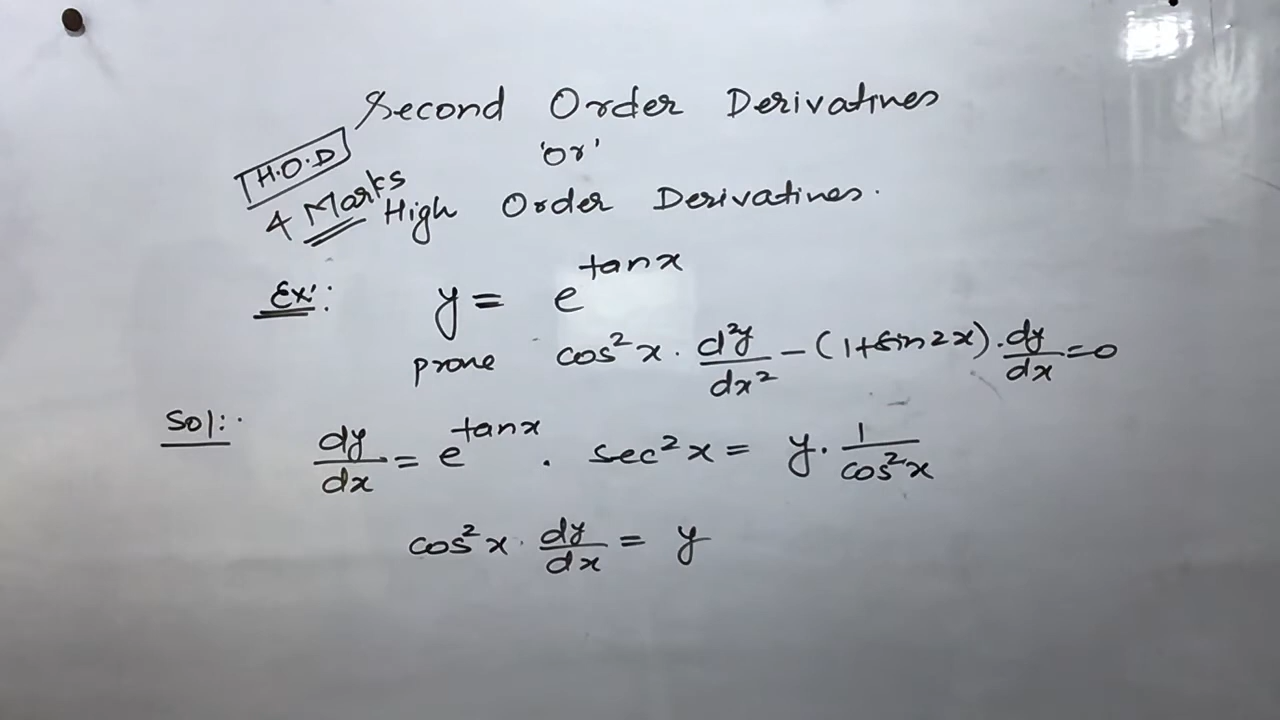 Second Order Derivatives
'or'
H.O.D
4 Marks
High Order Derivatives.
Ex:
y = e^tanx
prove cos²x · d²y/dx² - (1+sin2x) · dy/dx = 0
Sol:
dy/dx = e^tanx · sec²x = y · 1/cos²x
cos²x · dy/dx = y